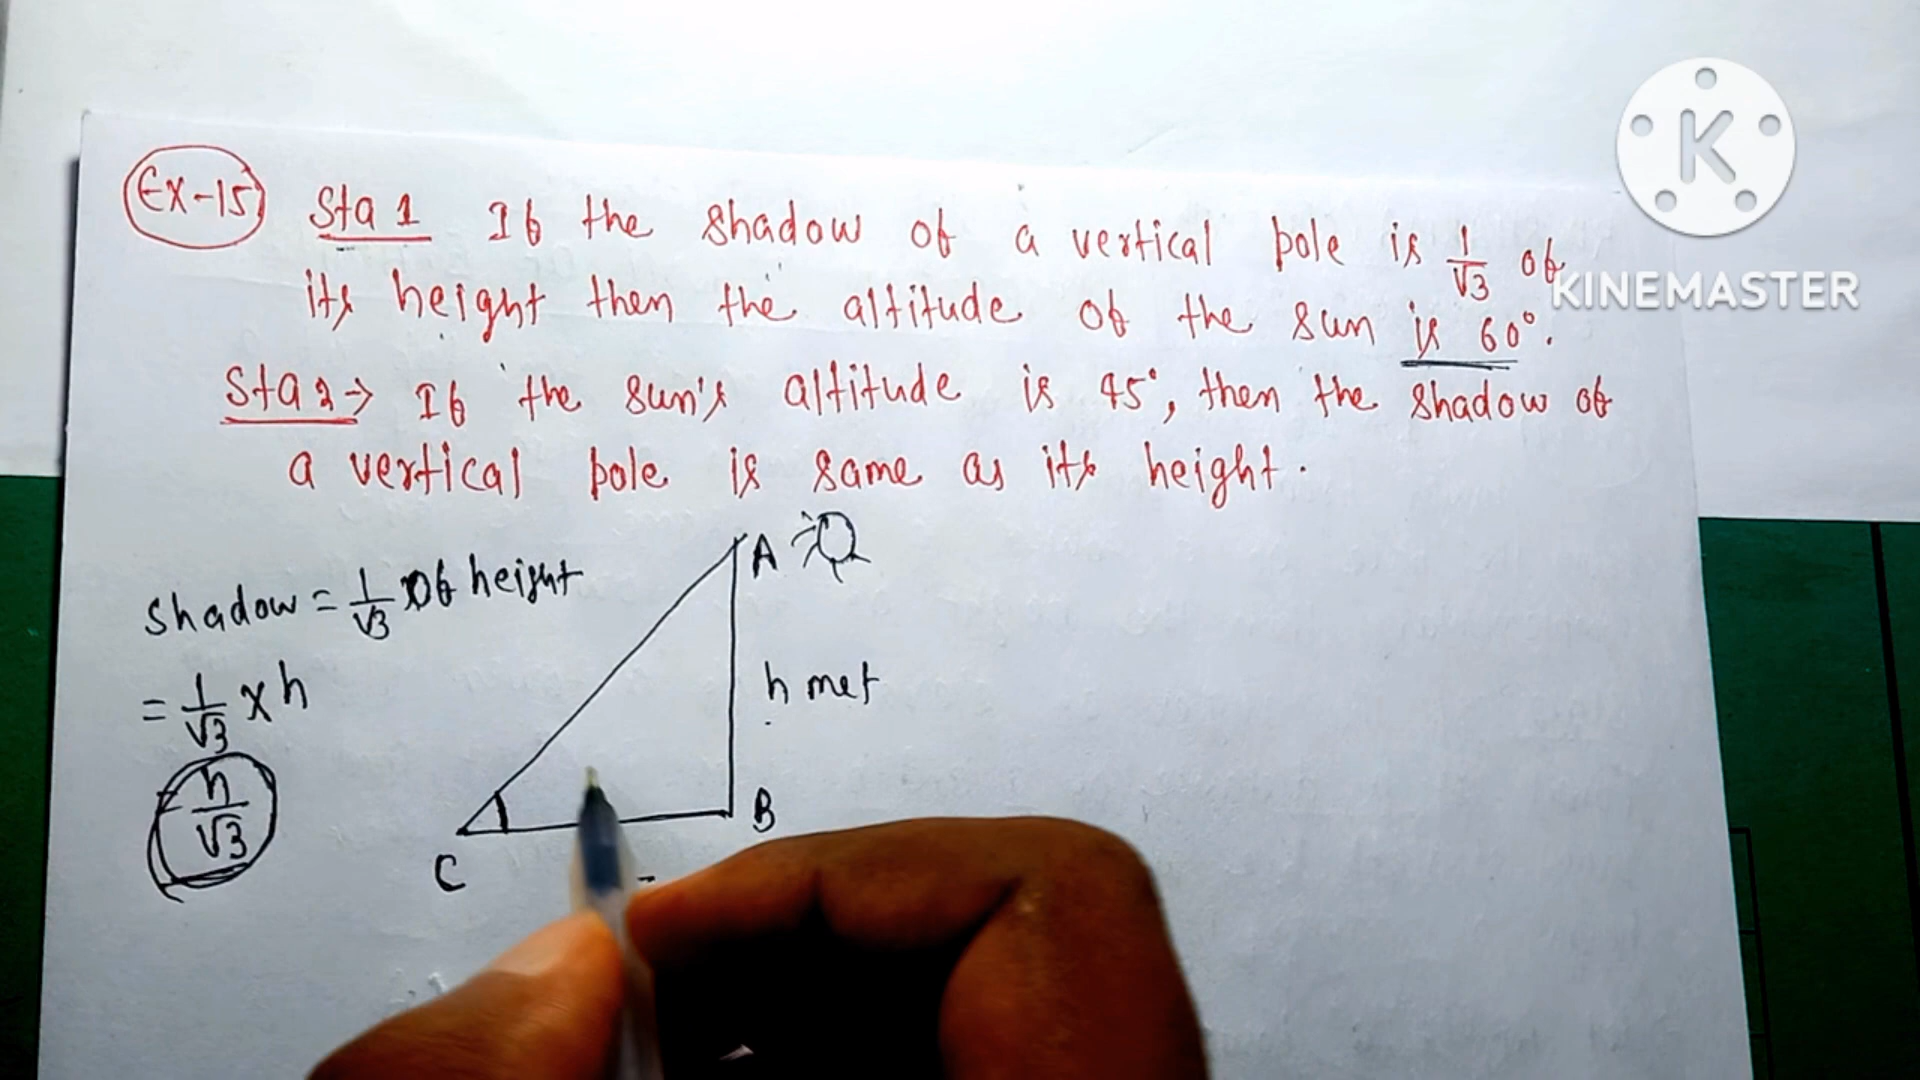 Ex-15 Sta 1 If the shadow of a vertical pole is 1/√3 of
its height then the altitude of the sun is 60°.
Sta 2→ If the sun's altitude is 45°, then the shadow of
a vertical pole is same as its height.
K
KINEMASTER
Shadow = 1/√3 of height
= 1/√3 × h
= h/√3
A
h met
B
C